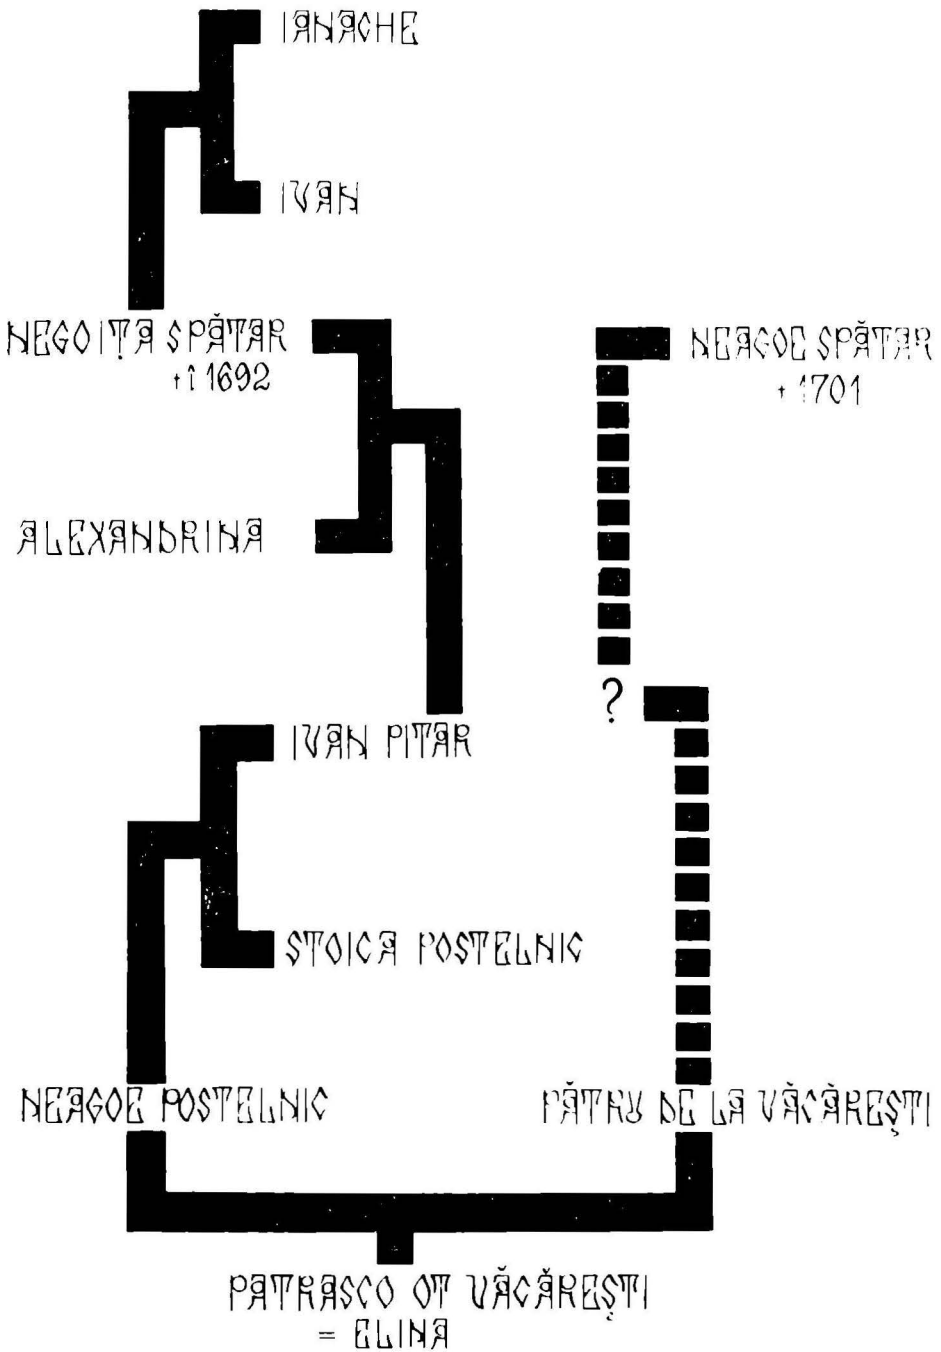 IANACHE
IVAN
NEGOIȚA SPĂTAR
+ î 1692
NEAGOE SPĂTAR
+ 1701
ALEXANDRINA
?
IVAN PITAR
STOICA POSTELNIC
NEAGOE POSTELNIC
PĂTRU DE LA VĂCĂREȘTI
PATRASCO OT VĂCĂREȘTI
= ELINA